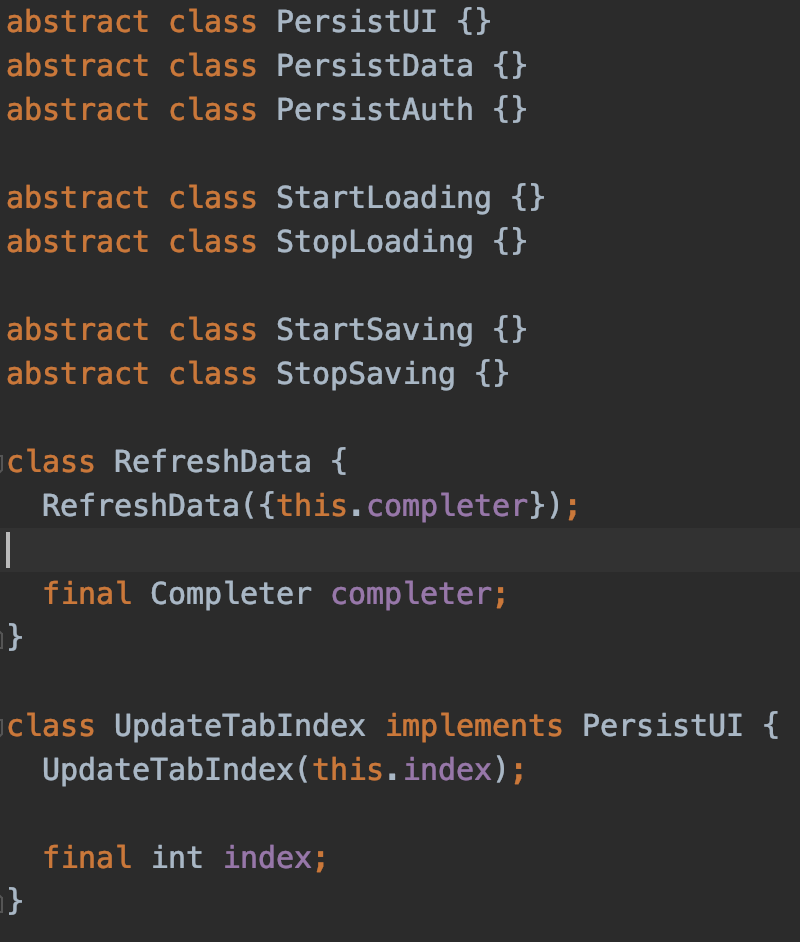 abstract class PersistUI {}
abstract class PersistData {}
abstract class PersistAuth {}
abstract class StartLoading {}
abstract class StopLoading {}
abstract class StartSaving {}
abstract class StopSaving {}
class RefreshData {
RefreshData({this.completer});
final Completer completer;
}
class UpdateTabIndex implements PersistUI {
UpdateTabIndex(this.index);
final int index;
}